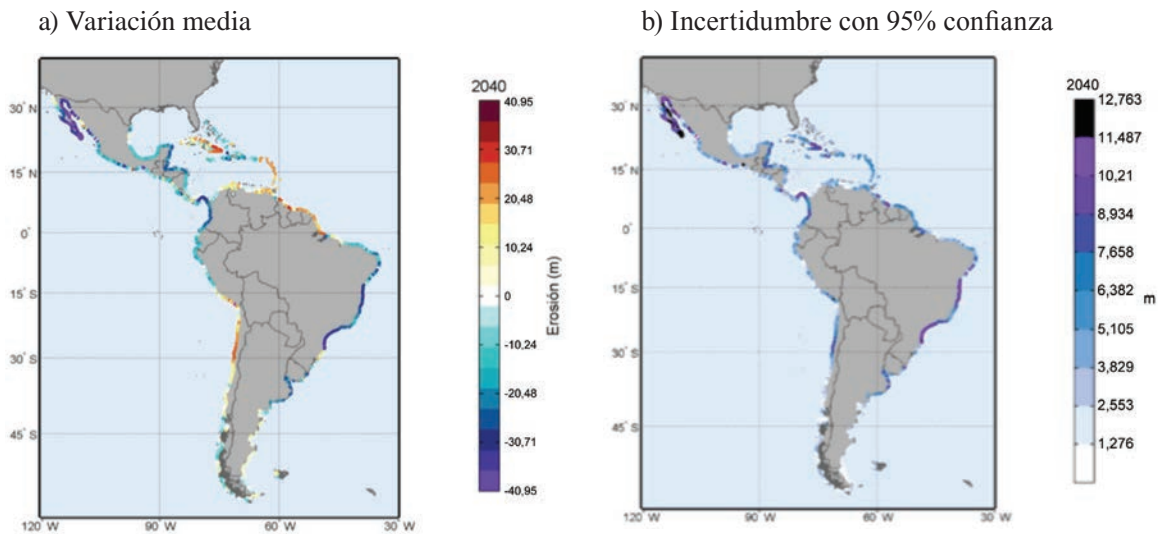 a) Variación media
b) Incertidumbre con 95% confianza
2040
40.95
30,71
20,48
10,24
0
-10,24
-20,48
-30,71
-40,95
Erosión (m)
30° N
15° N
0°
15° S
30° S
45° S
120 W
90° W
60° W
30 W
2040
12,763
11,487
10,21
8,934
7,658
6,382
5,105
3,829
2,553
1,276
m
30° N
15° N
0°
15° S
30° S
45° S
120 W
90° W
60° W
30 W